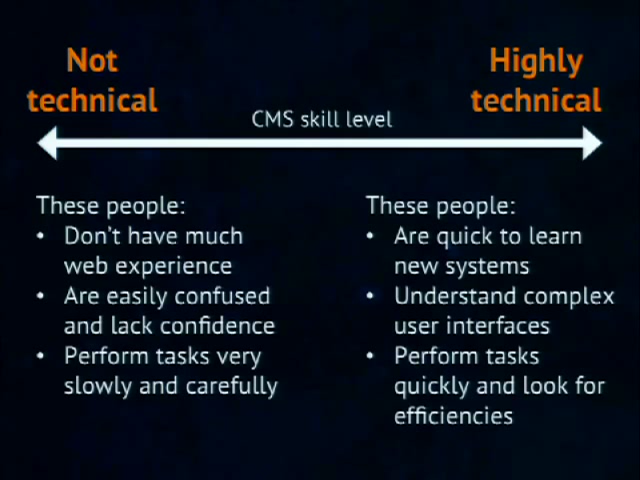 Not
technical
Highly
technical
CMS skill level
These people:
• Don't have much
web experience
• Are easily confused
and lack confidence
• Perform tasks very
slowly and carefully
These people:
• Are quick to learn
new systems
• Understand complex
user interfaces
• Perform tasks
quickly and look for
efficiencies